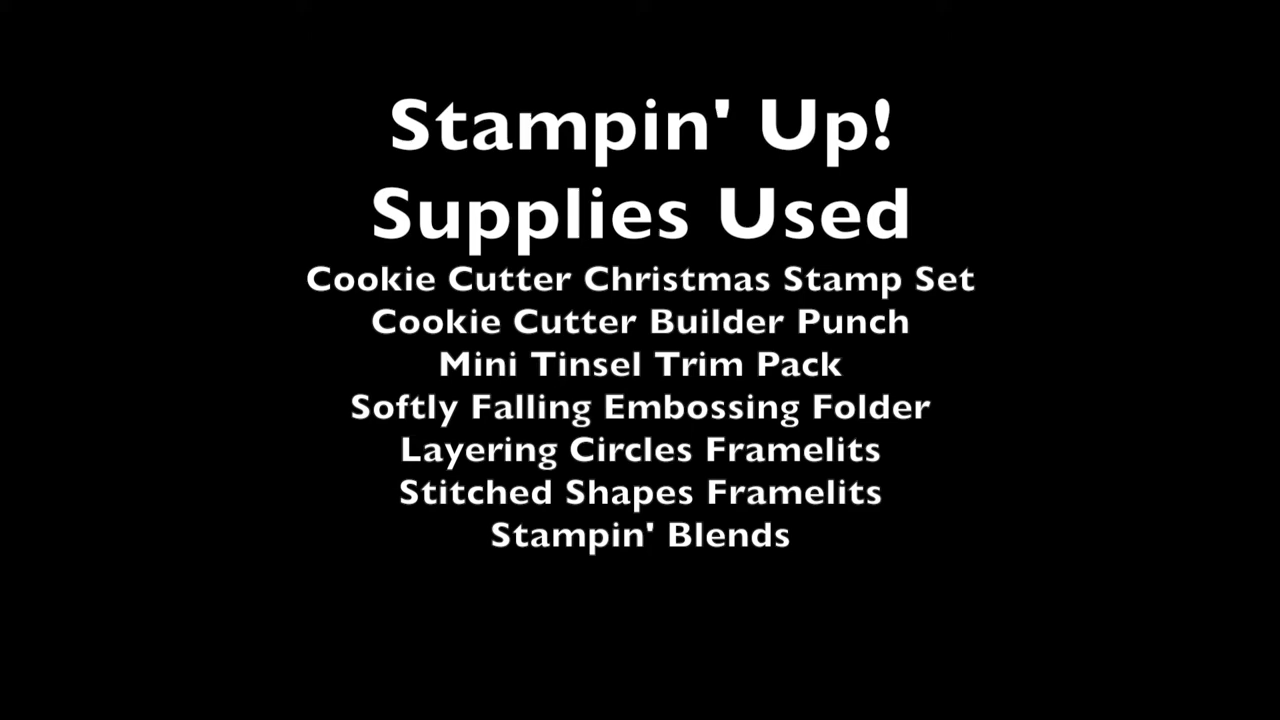 Stampin' Up!
Supplies Used
Cookie Cutter Christmas Stamp Set
Cookie Cutter Builder Punch
Mini Tinsel Trim Pack
Softly Falling Embossing Folder
Layering Circles Framelits
Stitched Shapes Framelits
Stampin' Blends